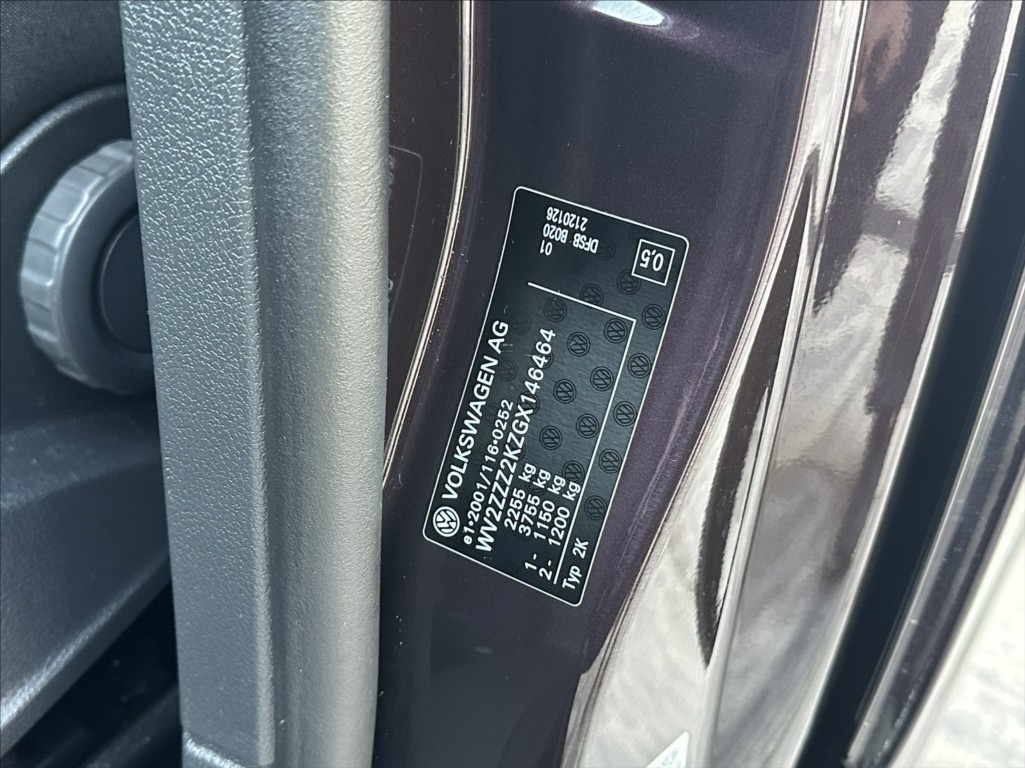 VOLKSWAGEN AG
e1*2001/116*0252
WV2ZZZ2KZGX146464
2255 kg
3755 kg
1- 1150 kg
2- 1200 kg
Typ 2K
01
DFSB B020
2120126
0,5